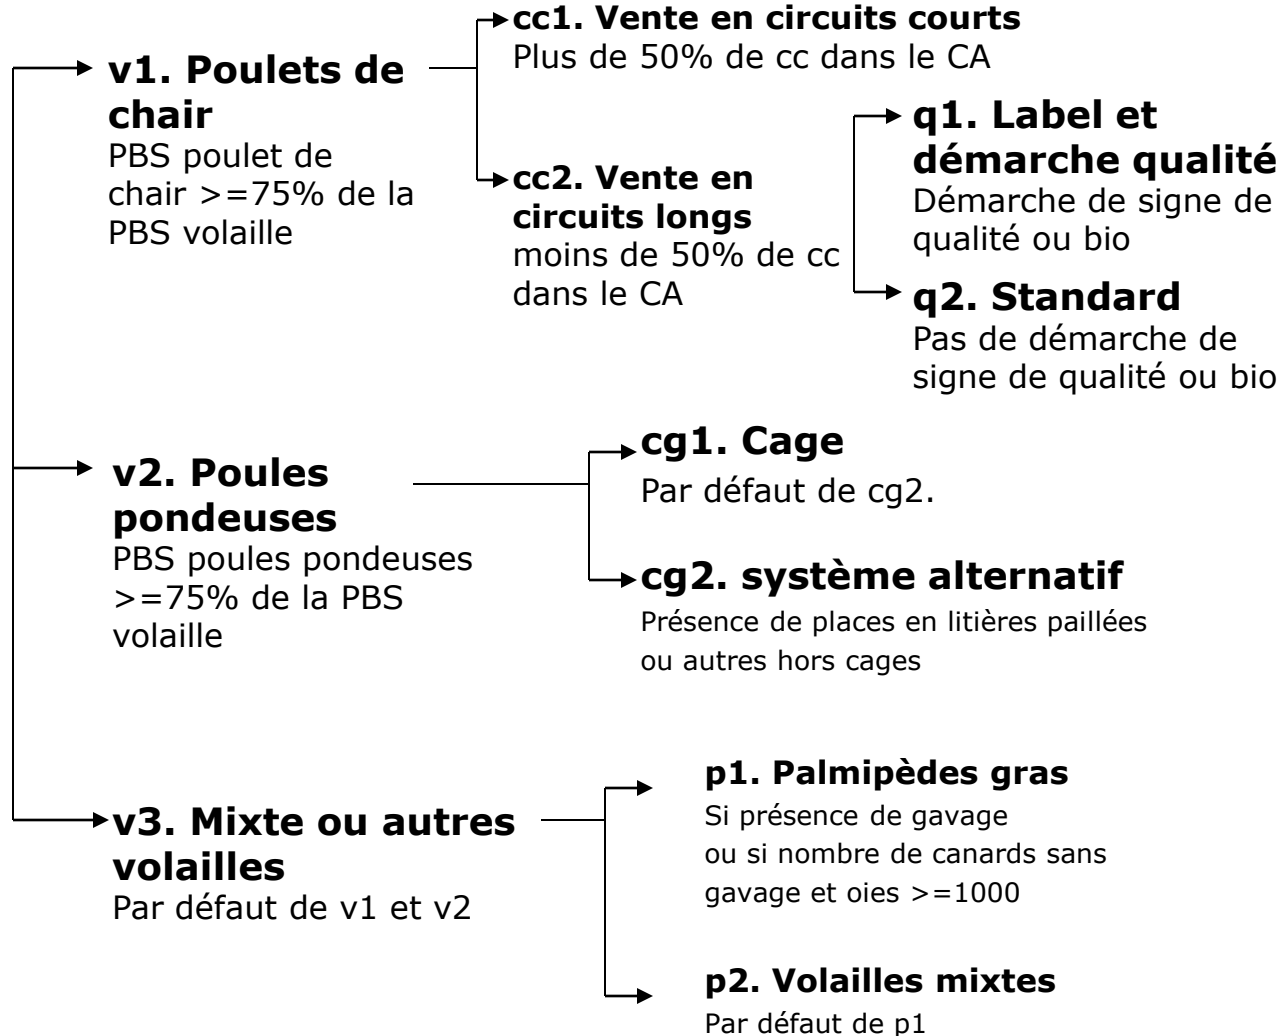 v1. Poulets de
chair
PBS poulet de
chair >=75% de la
PBS volaille
cc1. Vente en circuits courts
Plus de 50% de cc dans le CA
cc2. Vente en
circuits longs
moins de 50% de cc
dans le CA
q1. Label et
démarche qualité
Démarche de signe de
qualité ou bio
q2. Standard
Pas de démarche de
signe de qualité ou bio
v2. Poules
pondeuses
PBS poules pondeuses
>=75% de la PBS
volaille
cg1. Cage
Par défaut de cg2.
cg2. système alternatif
Présence de places en litières paillées
ou autres hors cages
v3. Mixte ou autres
volailles
Par défaut de v1 et v2
p1. Palmipèdes gras
Si présence de gavage
ou si nombre de canards sans
gavage et oies >=1000
p2. Volailles mixtes
Par défaut de p1